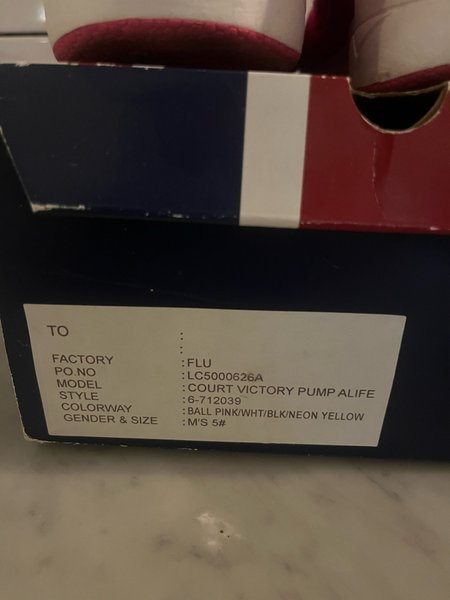 TO :
:
FACTORY : FLU
PO.NO : LC5000626A
MODEL : COURT VICTORY PUMP ALIFE
STYLE : 6-712039
COLORWAY : BALL PINK/WHT/BLK/NEON YELLOW
GENDER & SIZE : M'S 5#